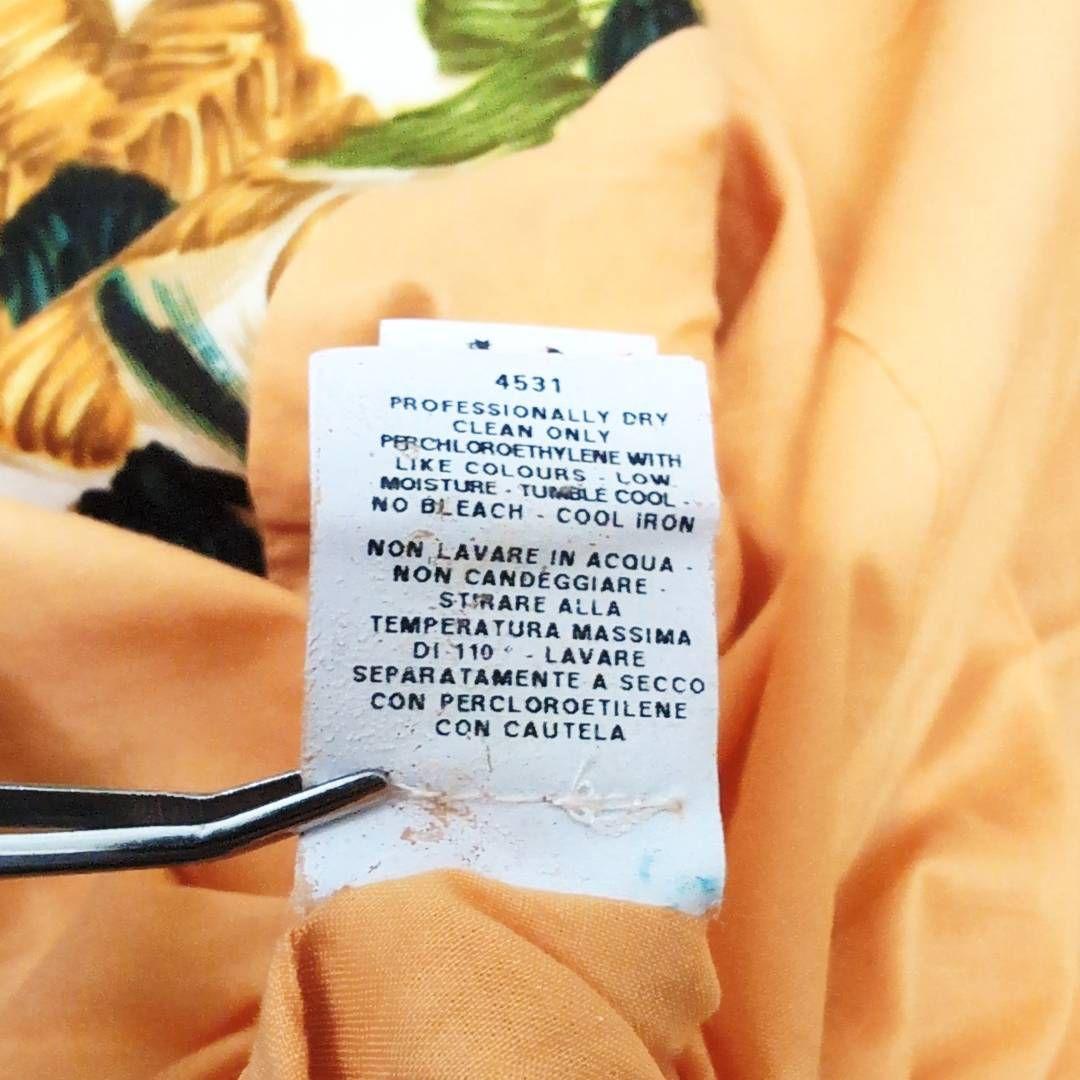 4531
PROFESSIONALLY DRY
CLEAN ONLY
PERCHLOROETHYLENE WITH
LIKE COLOURS - LOW
MOISTURE - TUMBLE COOL -
NO BLEACH - COOL IRON
NON LAVARE IN ACQUA -
NON CANDEGGIARE -
STIRARE ALLA
TEMPERATURA MASSIMA
DI 110 ° - LAVARE
SEPARATAMENTE A SECCO
CON PERCLOROETILENE
CON CAUTELA